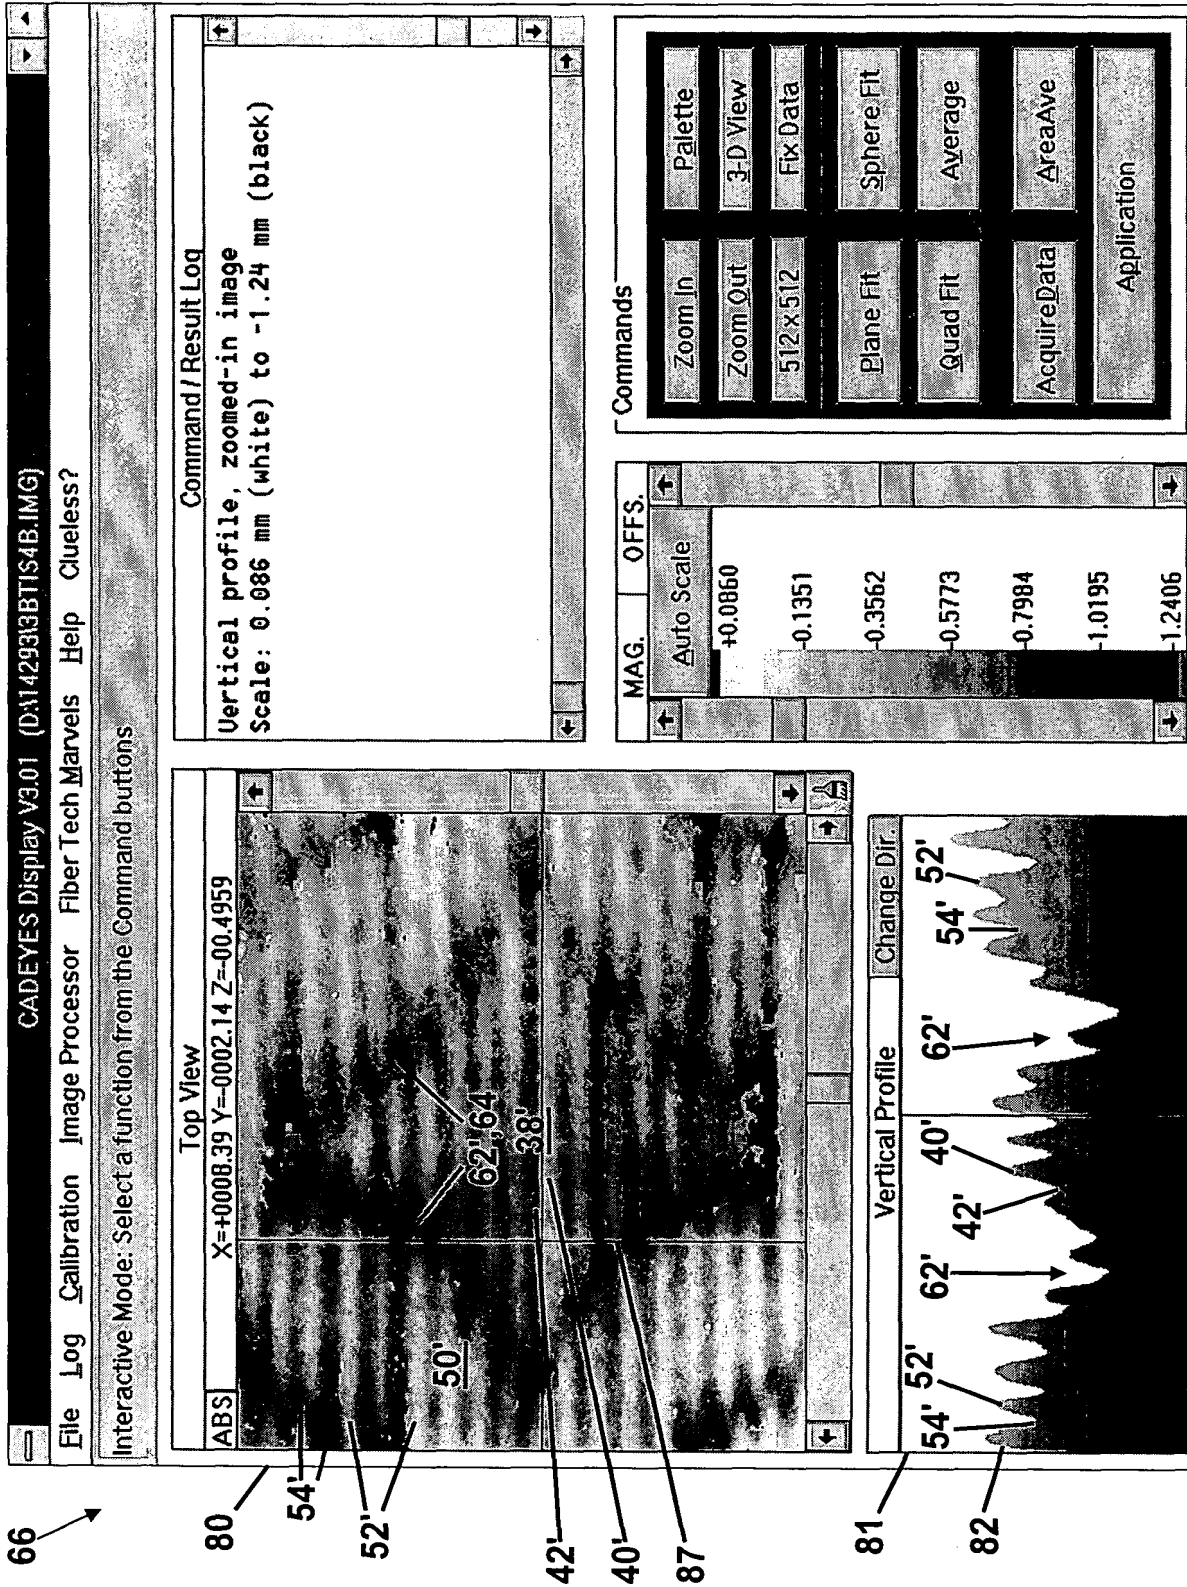 66
CADEYES Display V3.01 (D:\14293\3BTIS4B.IMG)
File Log Calibration Image Processor Fiber Tech Marvels Help Clueless?
Interactive Mode: Select a function from the Command buttons
Top View
ABS X=+0008.39 Y=-0002.14 Z=-00.4959
80
54'
52'
50'
62', 64
38'
42'
40'
87
Command / Result Log
Vertical profile, zoomed-in image
Scale: 0.086 mm (white) to -1.24 mm (black)
81
82
Vertical Profile Change Dir.
54'
52'
62'
42'
40'
62'
54'
52'
MAG. OFFS.
Auto Scale
+0.0860
-0.1351
-0.3562
-0.5773
-0.7984
-1.0195
-1.2406
Commands
Zoom In Palette
Zoom Out 3-D View
512x512 Fix Data
Plane Fit Sphere Fit
Quad Fit Average
AcquireData AreaAve
Application